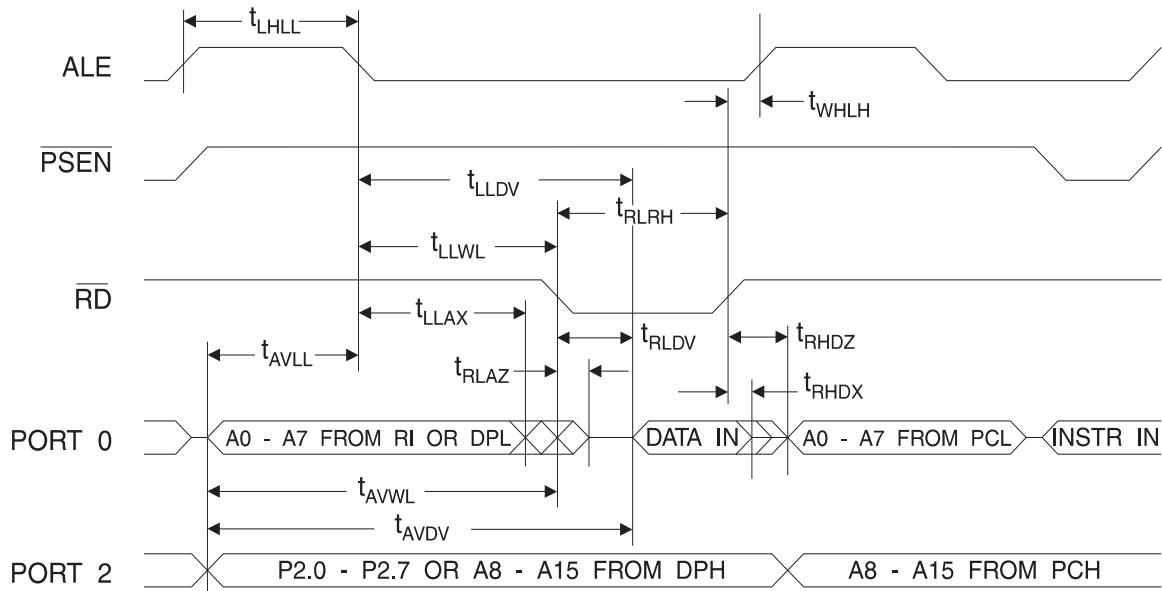 tLHLL
ALE
tWHLH
PSEN
tLLDV
tRLRH
tLLWL
RD
tLLAX
tRLDV
tRHDZ
tAVLL
tRLAZ
tRHDX
PORT 0
A0 - A7 FROM RI OR DPL
DATA IN
A0 - A7 FROM PCL
INSTR IN
tAVWL
tAVDV
PORT 2
P2.0 - P2.7 OR A8 - A15 FROM DPH
A8 - A15 FROM PCH